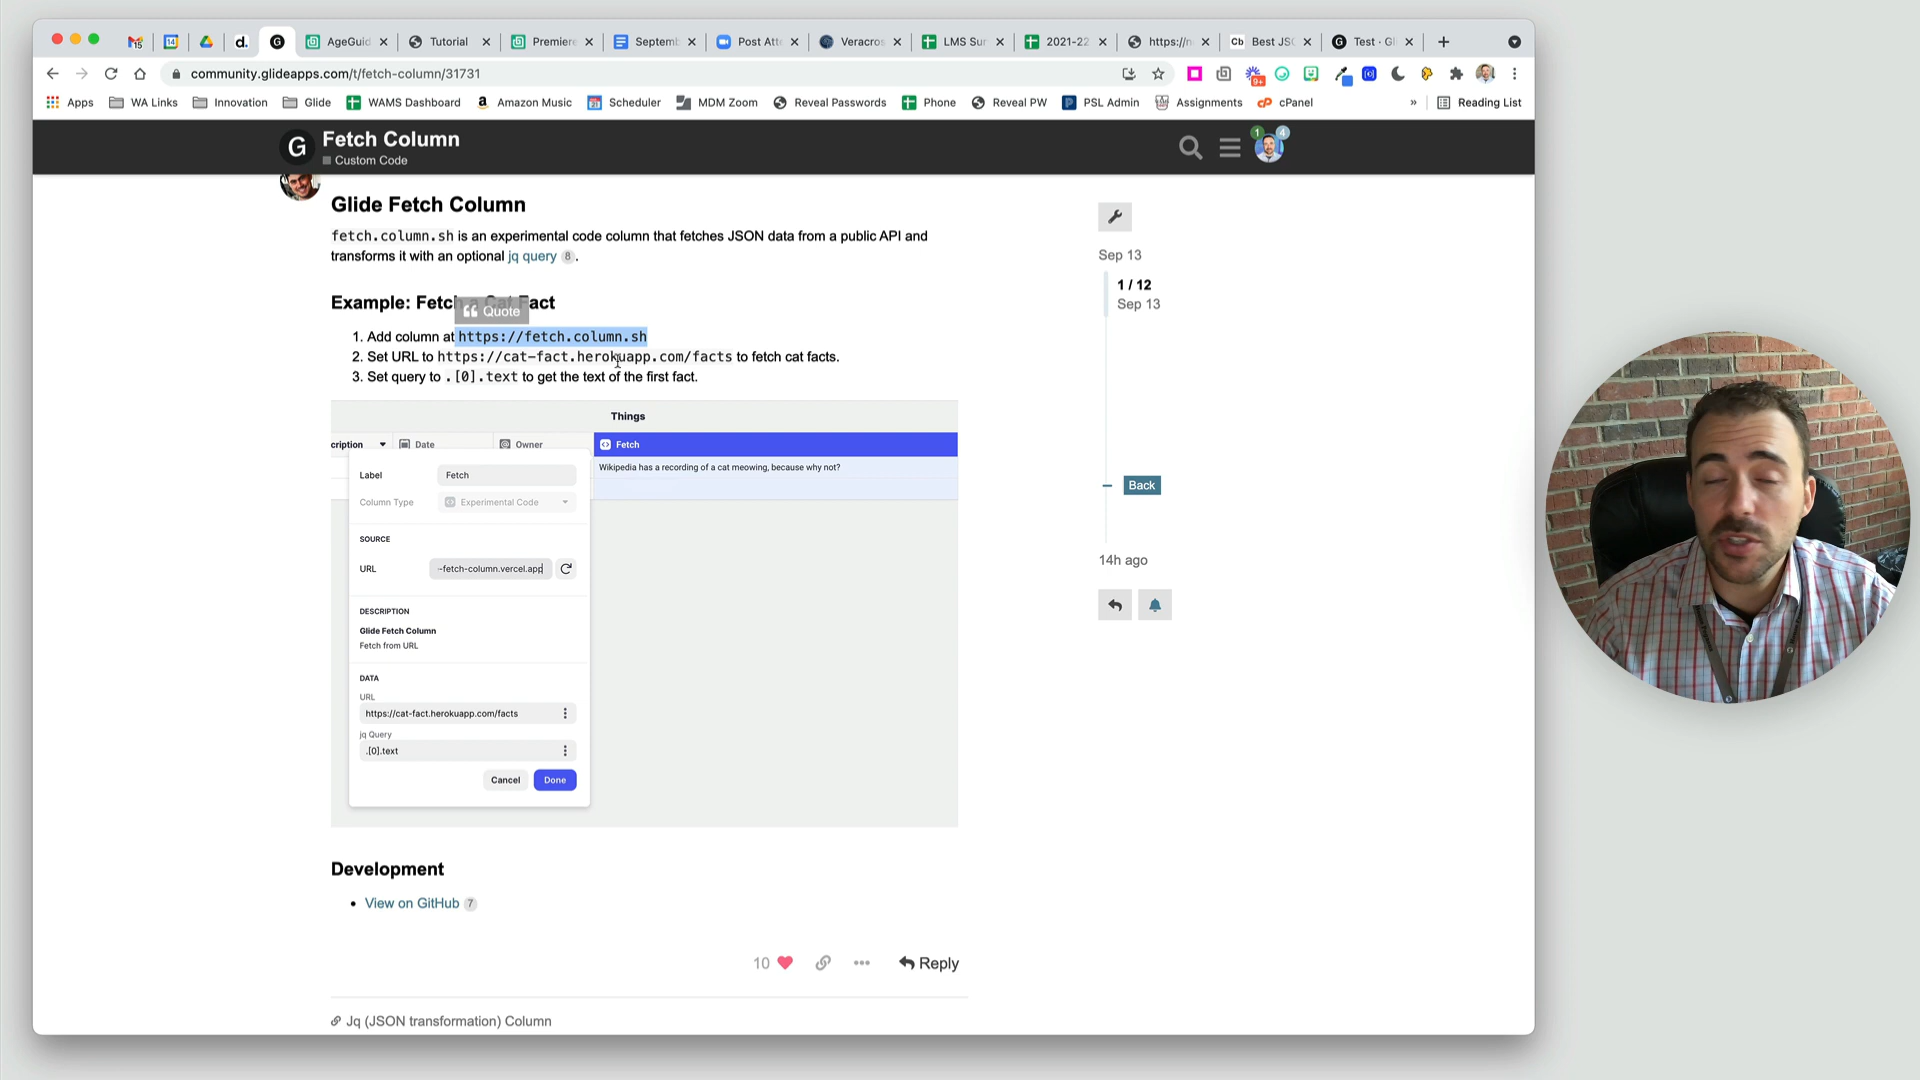 AgeGuid
Tutorial
Premiere
Septemb
Post Atte
Veracros
LMS Sur
2021-22
https://n
Cb Best JSO
Test · Gl
community.glideapps.com/t/fetch-column/31731
9+
Apps
WA Links
Innovation
Glide
WAMS Dashboard
Amazon Music
Scheduler
MDM Zoom
Reveal Passwords
Phone
Reveal PW
PSL Admin
Assignments
cPanel
»
Reading List
G
Fetch Column
Custom Code
1
4
Glide Fetch Column
fetch.column.sh is an experimental code column that fetches JSON data from a public API and
transforms it with an optional jq query 8 .
Example: Fetch a Cat Fact
Quote
1. Add column at https://fetch.column.sh
2. Set URL to https://cat-fact.herokuapp.com/facts to fetch cat facts.
3. Set query to .[0].text to get the text of the first fact.
Things
cription
Date
Owner
Fetch
Wikipedia has a recording of a cat meowing, because why not?
Label
Fetch
Column Type
Experimental Code
SOURCE
URL
-fetch-column.vercel.app
DESCRIPTION
Glide Fetch Column
Fetch from URL
DATA
URL
https://cat-fact.herokuapp.com/facts
jq Query
.[0].text
Cancel
Done
Sep 13
1 / 12
Sep 13
Back
14h ago
Development
• View on GitHub 7
10
Reply
Jq (JSON transformation) Column